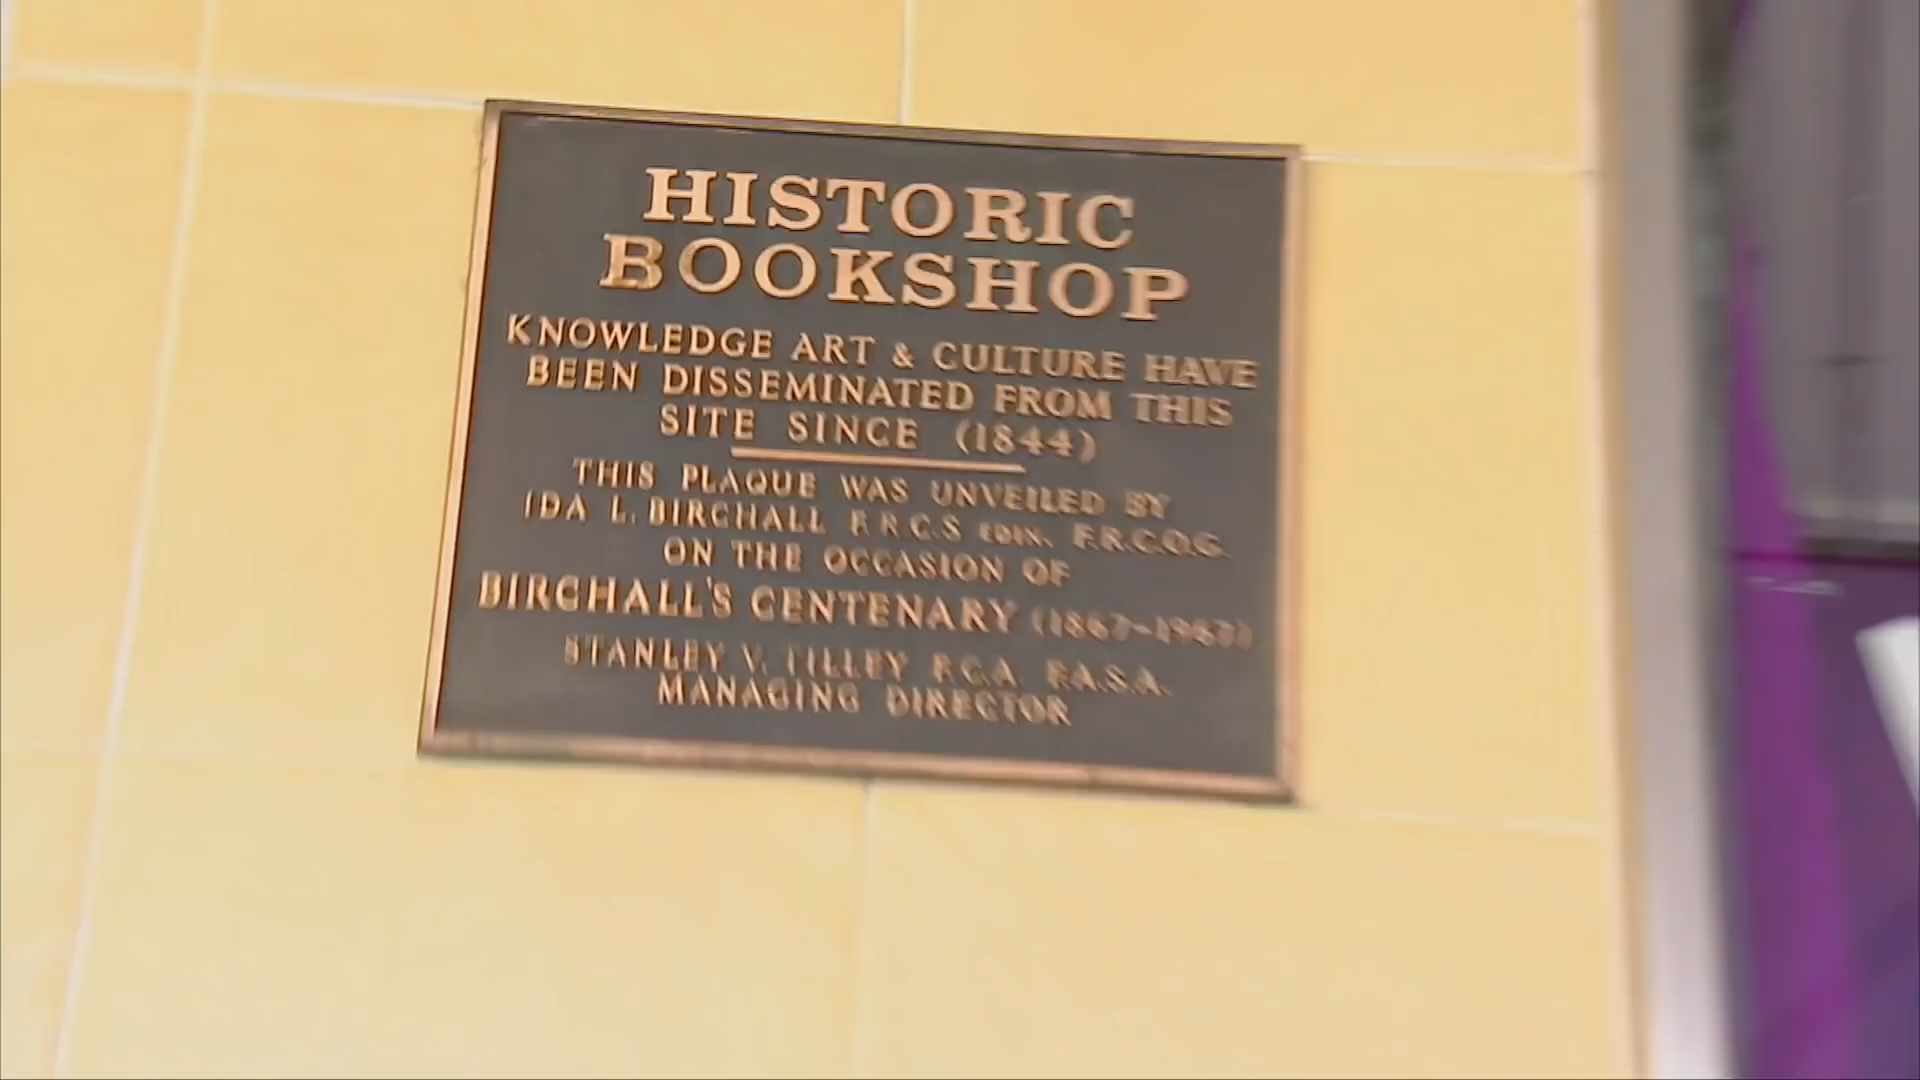 HISTORIC
BOOKSHOP
KNOWLEDGE ART & CULTURE HAVE
BEEN DISSEMINATED FROM THIS
SITE SINCE (1844)
THIS PLAQUE WAS UNVEILED BY
IDA L. BIRCHALL F.R.C.S EDIN. F.R.C.O.G.
ON THE OCCASION OF
BIRCHALL'S CENTENARY (1867-1967)
STANLEY V. TILLEY F.C.A. F.A.S.A.
MANAGING DIRECTOR